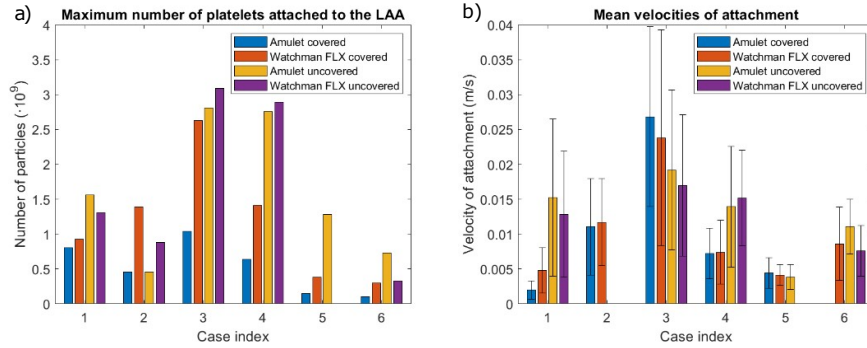 a)
Maximum number of platelets attached to the LAA
Number of particles (·10⁹)
4
3.5
3
2.5
2
1.5
1
0.5
0
Amulet covered
Watchman FLX covered
Amulet uncovered
Watchman FLX uncovered
1 2 3 4 5 6
Case index
b)
Mean velocities of attachment
Velocity of attachment (m/s)
0.04
0.035
0.03
0.025
0.02
0.015
0.01
0.005
0
Amulet covered
Watchman FLX covered
Amulet uncovered
Watchman FLX uncovered
1 2 3 4 5 6
Case index